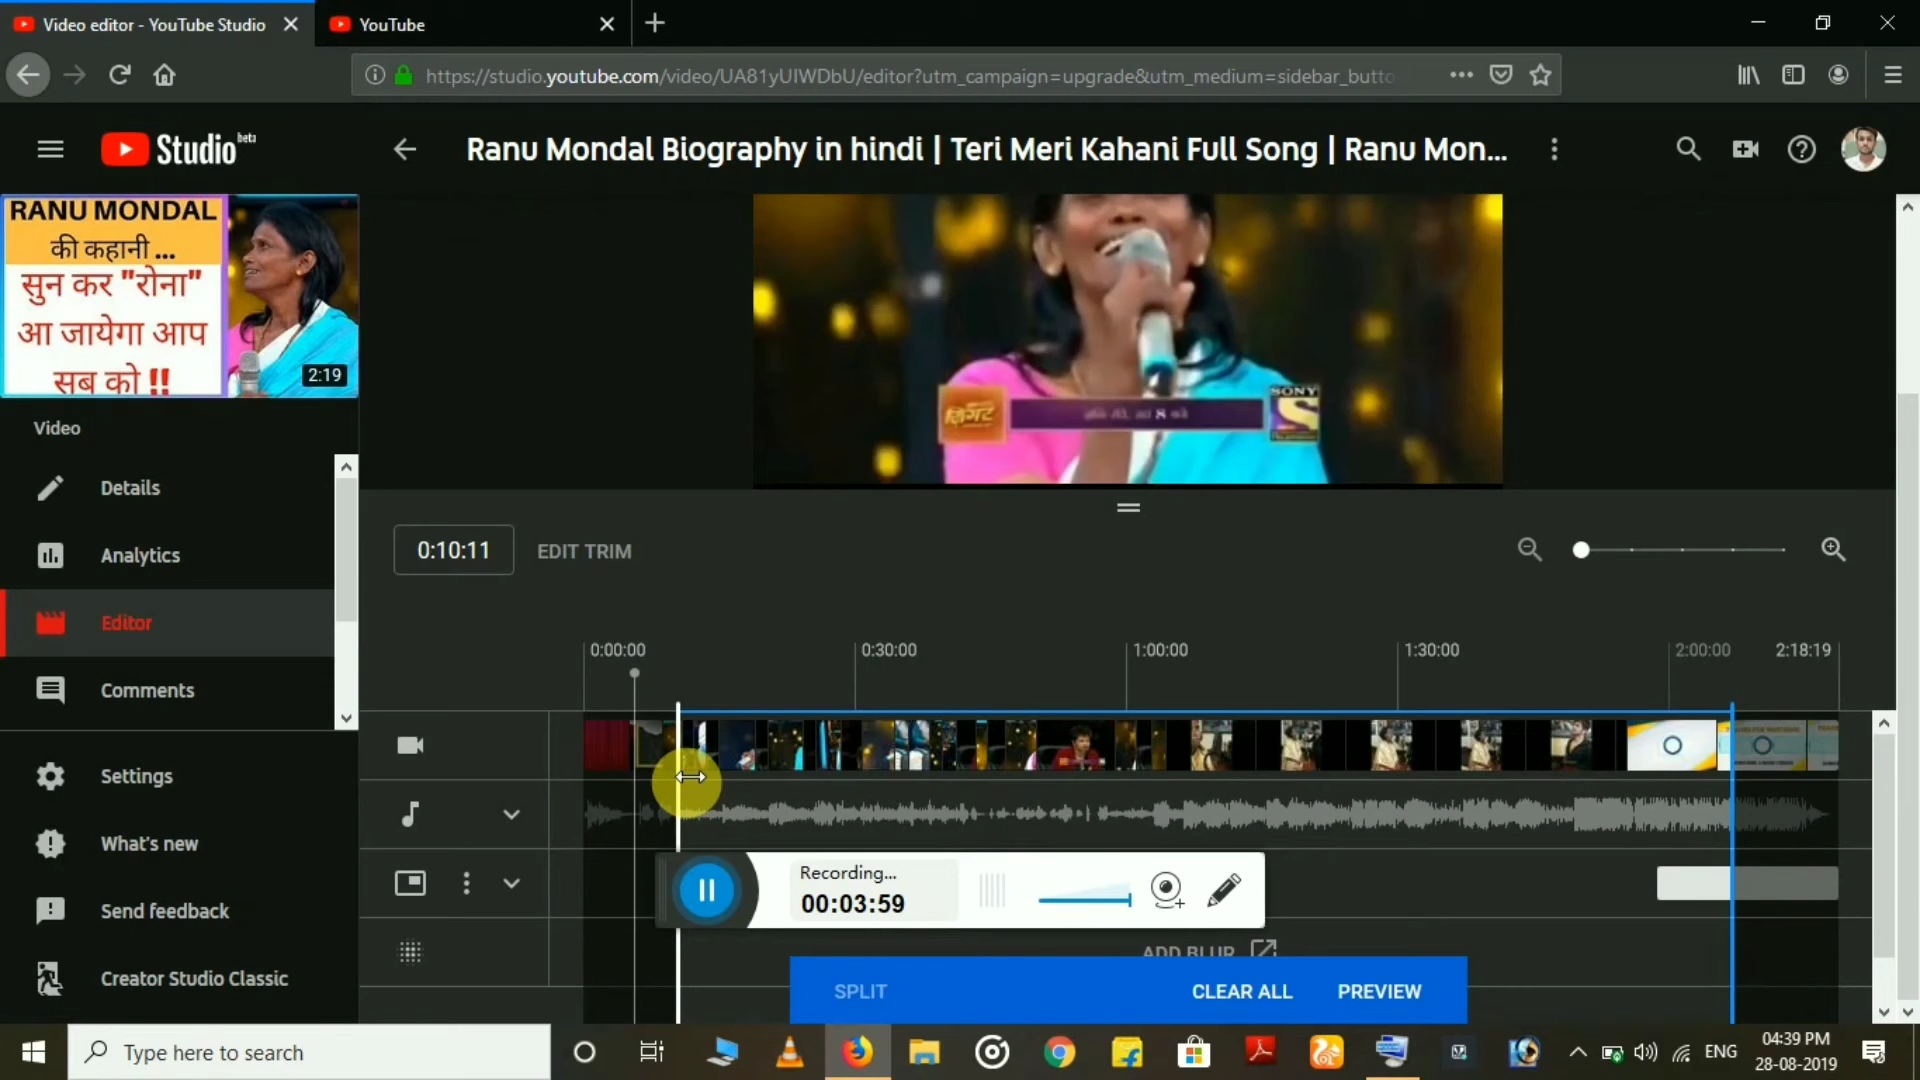 Video editor - YouTube Studio
YouTube
https://studio.youtube.com/video/UA81yUIWDbU/editor?utm_campaign=upgrade&utm_medium=sidebar_butto
Studio beta
Ranu Mondal Biography in hindi | Teri Meri Kahani Full Song | Ranu Mon...
RANU MONDAL
की कहानी ...
सुन कर "रोना"
आ जायेगा आप
सब को !!
2:19
SONY
Video
Details
Analytics
Editor
Comments
Settings
What's new
Send feedback
Creator Studio Classic
0:10:11
EDIT TRIM
0:00:00
0:30:00
1:00:00
1:30:00
2:00:00
2:18:19
Recording...
00:03:59
ADD BLUR
SPLIT
CLEAR ALL
PREVIEW
Type here to search
ENG
04:39 PM
28-08-2019